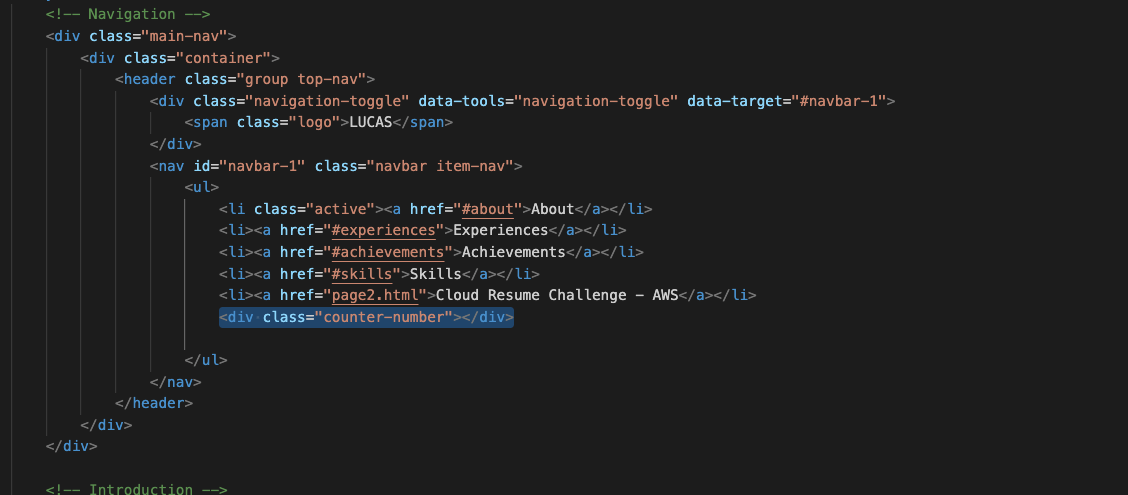 <!-- Navigation -->
<div class="main-nav">
<div class="container">
<header class="group top-nav">
<div class="navigation-toggle" data-tools="navigation-toggle" data-target="#navbar-1">
<span class="logo">LUCAS</span>
</div>
<nav id="navbar-1" class="navbar item-nav">
<ul>
<li class="active"><a href="#about">About</a></li>
<li><a href="#experiences">Experiences</a></li>
<li><a href="#achievements">Achievements</a></li>
<li><a href="#skills">Skills</a></li>
<li><a href="page2.html">Cloud Resume Challenge - AWS</a></li>
<div class="counter-number"></div>
</ul>
</nav>
</header>
</div>
</div>
<!-- Introduction -->